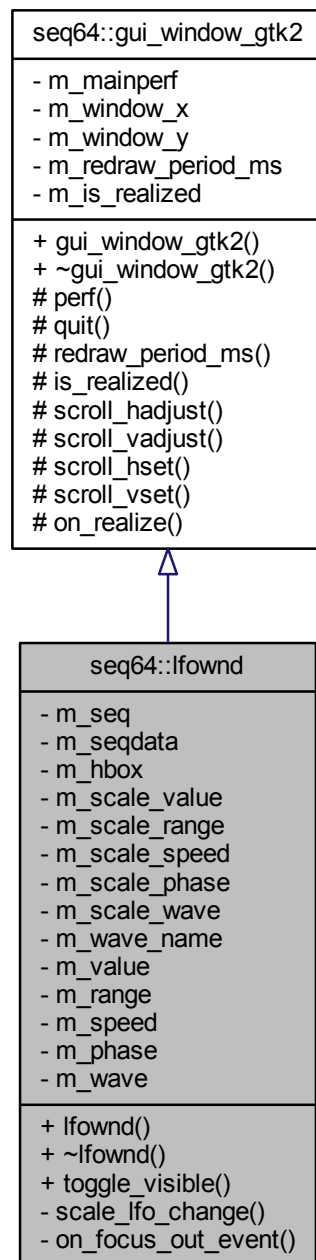 seq64::gui_window_gtk2
- m_mainperf
- m_window_x
- m_window_y
- m_redraw_period_ms
- m_is_realized
+ gui_window_gtk2()
+ ~gui_window_gtk2()
# perf()
# quit()
# redraw_period_ms()
# is_realized()
# scroll_hadjust()
# scroll_vadjust()
# scroll_hset()
# scroll_vset()
# on_realize()
seq64::lfownd
- m_seq
- m_seqdata
- m_hbox
- m_scale_value
- m_scale_range
- m_scale_speed
- m_scale_phase
- m_scale_wave
- m_wave_name
- m_value
- m_range
- m_speed
- m_phase
- m_wave
+ lfownd()
+ ~lfownd()
+ toggle_visible()
- scale_lfo_change()
- on_focus_out_event()